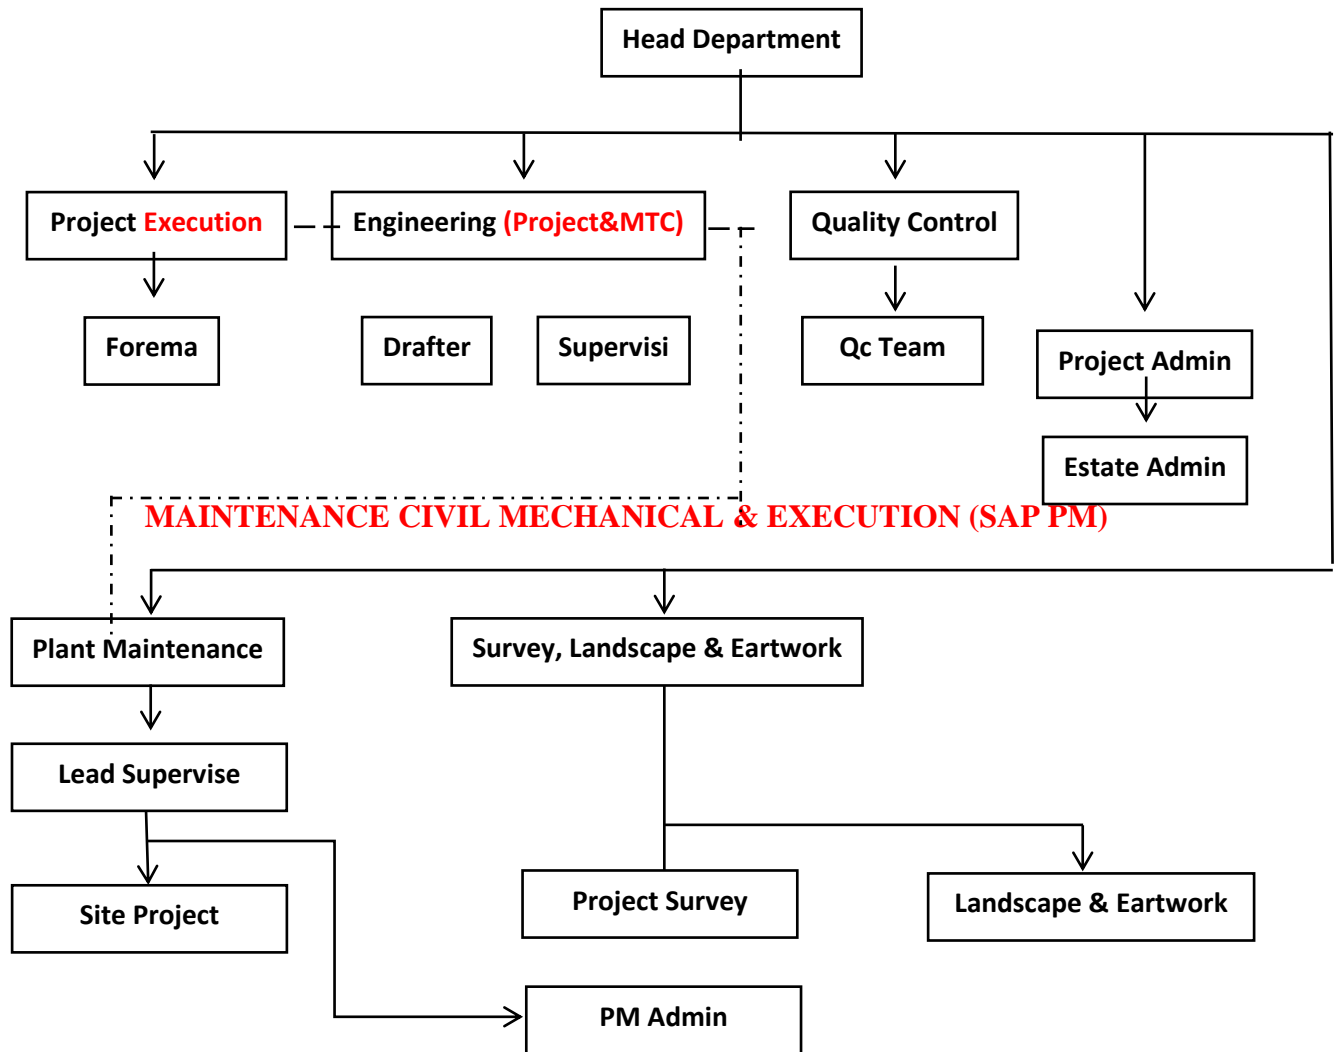 Head Department
Project Execution
Engineering (Project&MTC)
Quality Control
Forema
Drafter
Supervisi
Qc Team
Project Admin
Estate Admin
MAINTENANCE CIVIL MECHANICAL & EXECUTION (SAP PM)
Plant Maintenance
Survey, Landscape & Eartwork
Lead Supervise
Site Project
Project Survey
Landscape & Eartwork
PM Admin